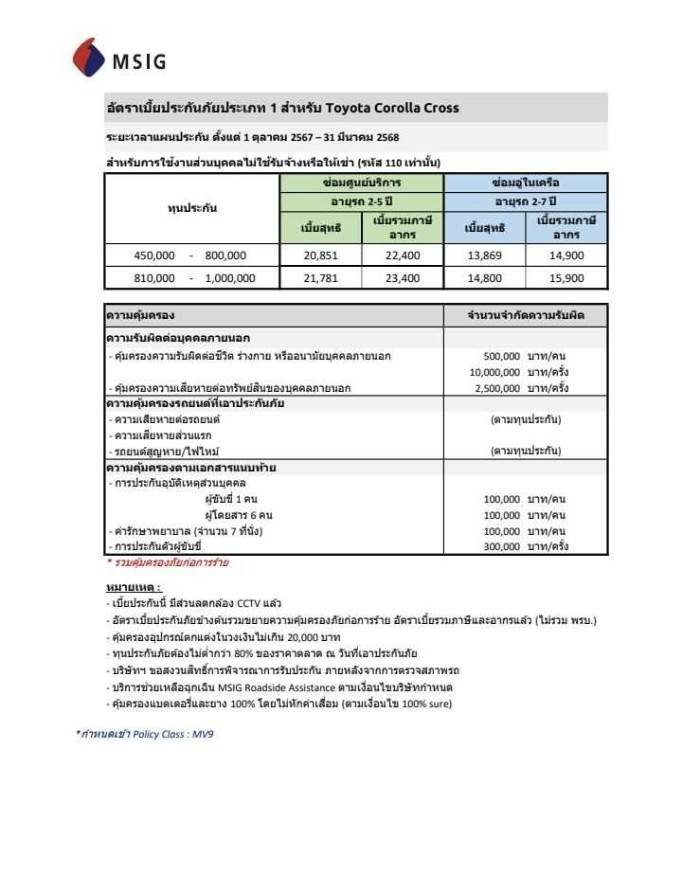 MSIG
อัตราเบี้ยประกันภัยประเภท 1 สำหรับ Toyota Corolla Cross
ระยะเวลาแผนประกัน ตั้งแต่ 1 ตุลาคม 2567 – 31 มีนาคม 2568
สำหรับการใช้งานส่วนบุคคลไม่ใช้รับจ้างหรือให้เช่า (รหัส 110 เท่านั้น)
ทุนประกัน ซ่อมศูนย์บริการ ซ่อมอู่ในเครือ
อายุรถ 2-5 ปี อายุรถ 2-7 ปี
เบี้ยสุทธิ เบี้ยรวมภาษีอากร เบี้ยสุทธิ เบี้ยรวมภาษีอากร
450,000 - 800,000 20,851 22,400 13,869 14,900
810,000 - 1,000,000 21,781 23,400 14,800 15,900
ความคุ้มครอง จำนวนจำกัดความรับผิด
ความรับผิดต่อบุคคลภายนอก
- คุ้มครองความรับผิดต่อชีวิต ร่างกาย หรืออนามัยบุคคลภายนอก 500,000 บาท/คน
10,000,000 บาท/ครั้ง
- คุ้มครองความเสียหายต่อทรัพย์สินของบุคคลภายนอก 2,500,000 บาท/ครั้ง
ความคุ้มครองรถยนต์ที่เอาประกันภัย
- ความเสียหายต่อรถยนต์ (ตามทุนประกัน)
- ความเสียหายส่วนแรก
- รถยนต์สูญหาย/ไฟไหม้ (ตามทุนประกัน)
ความคุ้มครองตามเอกสารแนบท้าย
- การประกันอุบัติเหตุส่วนบุคคล
ผู้ขับขี่ 1 คน 100,000 บาท/คน
ผู้โดยสาร 6 คน 100,000 บาท/คน
- ค่ารักษาพยาบาล (จำนวน 7 ที่นั่ง) 100,000 บาท/คน
- การประกันตัวผู้ขับขี่ 300,000 บาท/ครั้ง
* รวมคุ้มครองภัยก่อการร้าย
หมายเหตุ :
- เบี้ยประกันนี้ มีส่วนลดกล้อง CCTV แล้ว
- อัตราเบี้ยประกันภัยข้างต้นรวมขยายความคุ้มครองภัยก่อการร้าย อัตราเบี้ยรวมภาษีและอากรแล้ว (ไม่รวม พรบ.)
- คุ้มครองอุปกรณ์ตกแต่งในวงเงินไม่เกิน 20,000 บาท
- ทุนประกันภัยต้องไม่ต่ำกว่า 80% ของราคาตลาด ณ วันที่เอาประกันภัย
- บริษัทฯ ขอสงวนสิทธิ์การพิจารณาการรับประกัน ภายหลังจากการตรวจสภาพรถ
- บริการช่วยเหลือฉุกเฉิน MSIG Roadside Assistance ตามเงื่อนไขบริษัทกำหนด
- คุ้มครองแบตเตอรี่และยาง 100% โดยไม่หักค่าเสื่อม (ตามเงื่อนไข 100% sure)
*กำหนดเข้า Policy Class : MV9